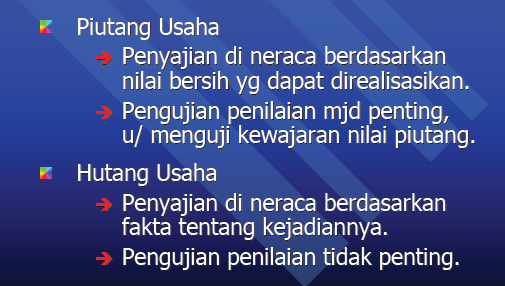 Piutang Usaha
Penyajian di neraca berdasarkan
nilai bersih yg dapat direalisasikan.
Pengujian penilaian mjd penting,
u/ menguji kewajaran nilai piutang.
Hutang Usaha
Penyajian di neraca berdasarkan
fakta tentang kejadiannya.
Pengujian penilaian tidak penting.